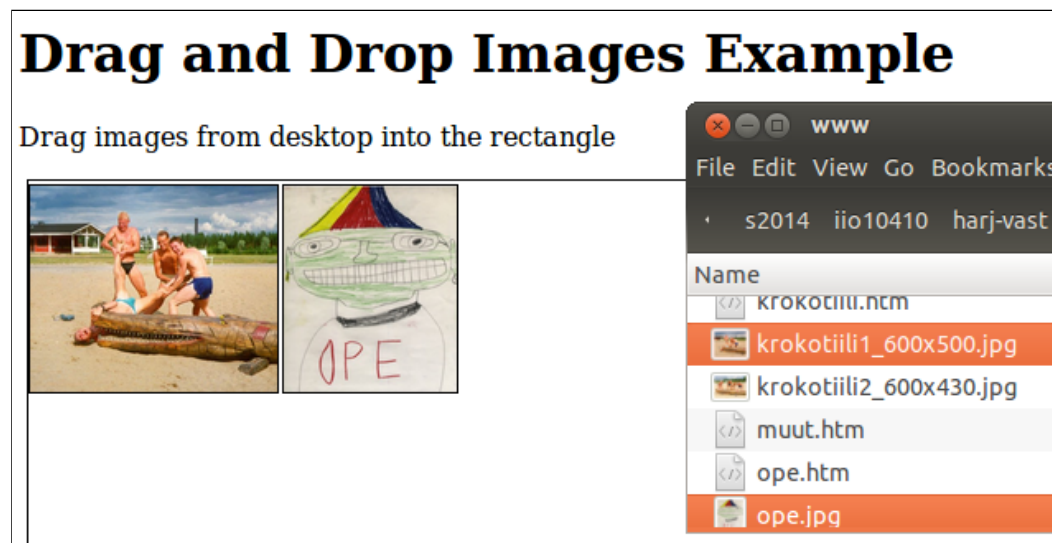 Drag and Drop Images Example
Drag images from desktop into the rectangle
OPE
www
File Edit View Go Bookmarks
s2014 iio10410 harj-vast
Name
krokotiili.htm
krokotiili1_600x500.jpg
krokotiili2_600x430.jpg
muut.htm
ope.htm
ope.jpg